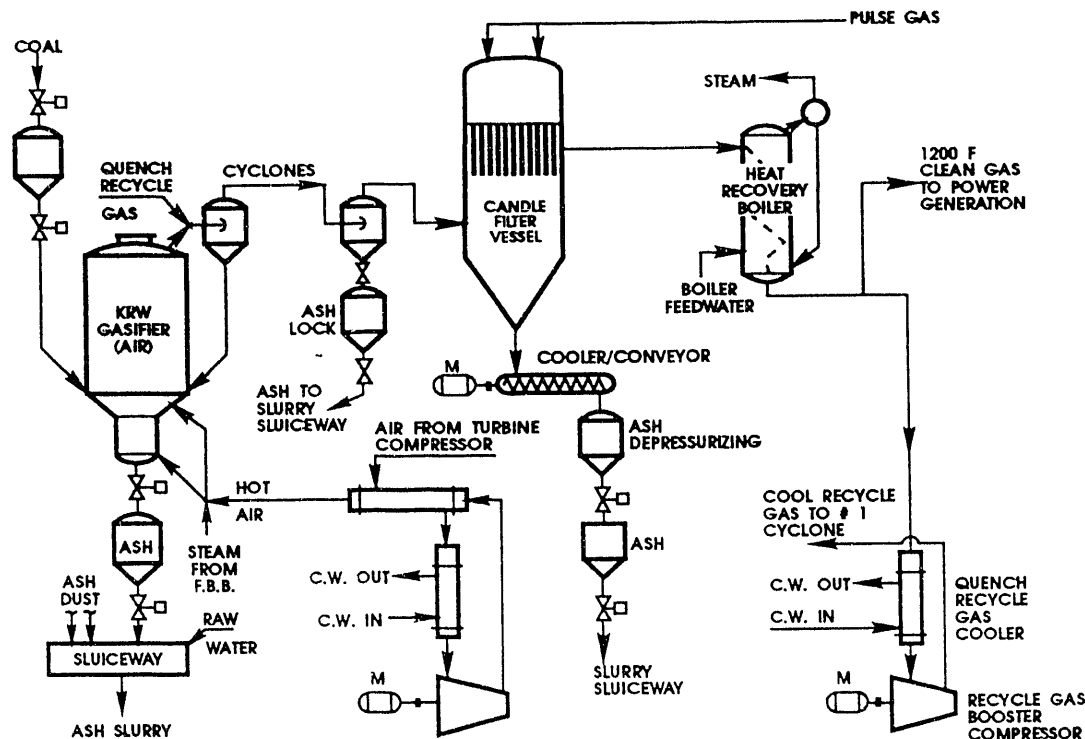 PULSE GAS
COAL
STEAM
QUENCH
RECYCLE
GAS
CYCLONES
1200 F
CLEAN GAS
TO POWER
GENERATION
HEAT
RECOVERY
BOILER
CANDLE
FILTER
VESSEL
KRW
GASIFIER
(AIR)
ASH
LOCK
BOILER
FEEDWATER
M
COOLER/CONVEYOR
ASH TO
SLURRY
SLUICEWAY
AIR FROM TURBINE
COMPRESSOR
ASH
DEPRESSURIZING
HOT
AIR
COOL RECYCLE
GAS TO # 1
CYCLONE
ASH
STEAM
FROM
F.B.B.
ASH
ASH
DUST
C.W. OUT
C.W. IN
C.W. OUT
C.W. IN
QUENCH
RECYCLE
GAS
COOLER
RAW
WATER
SLUICEWAY
SLURRY
SLUICEWAY
M
M
ASH SLURRY
RECYCLE GAS
BOOSTER
COMPRESSOR